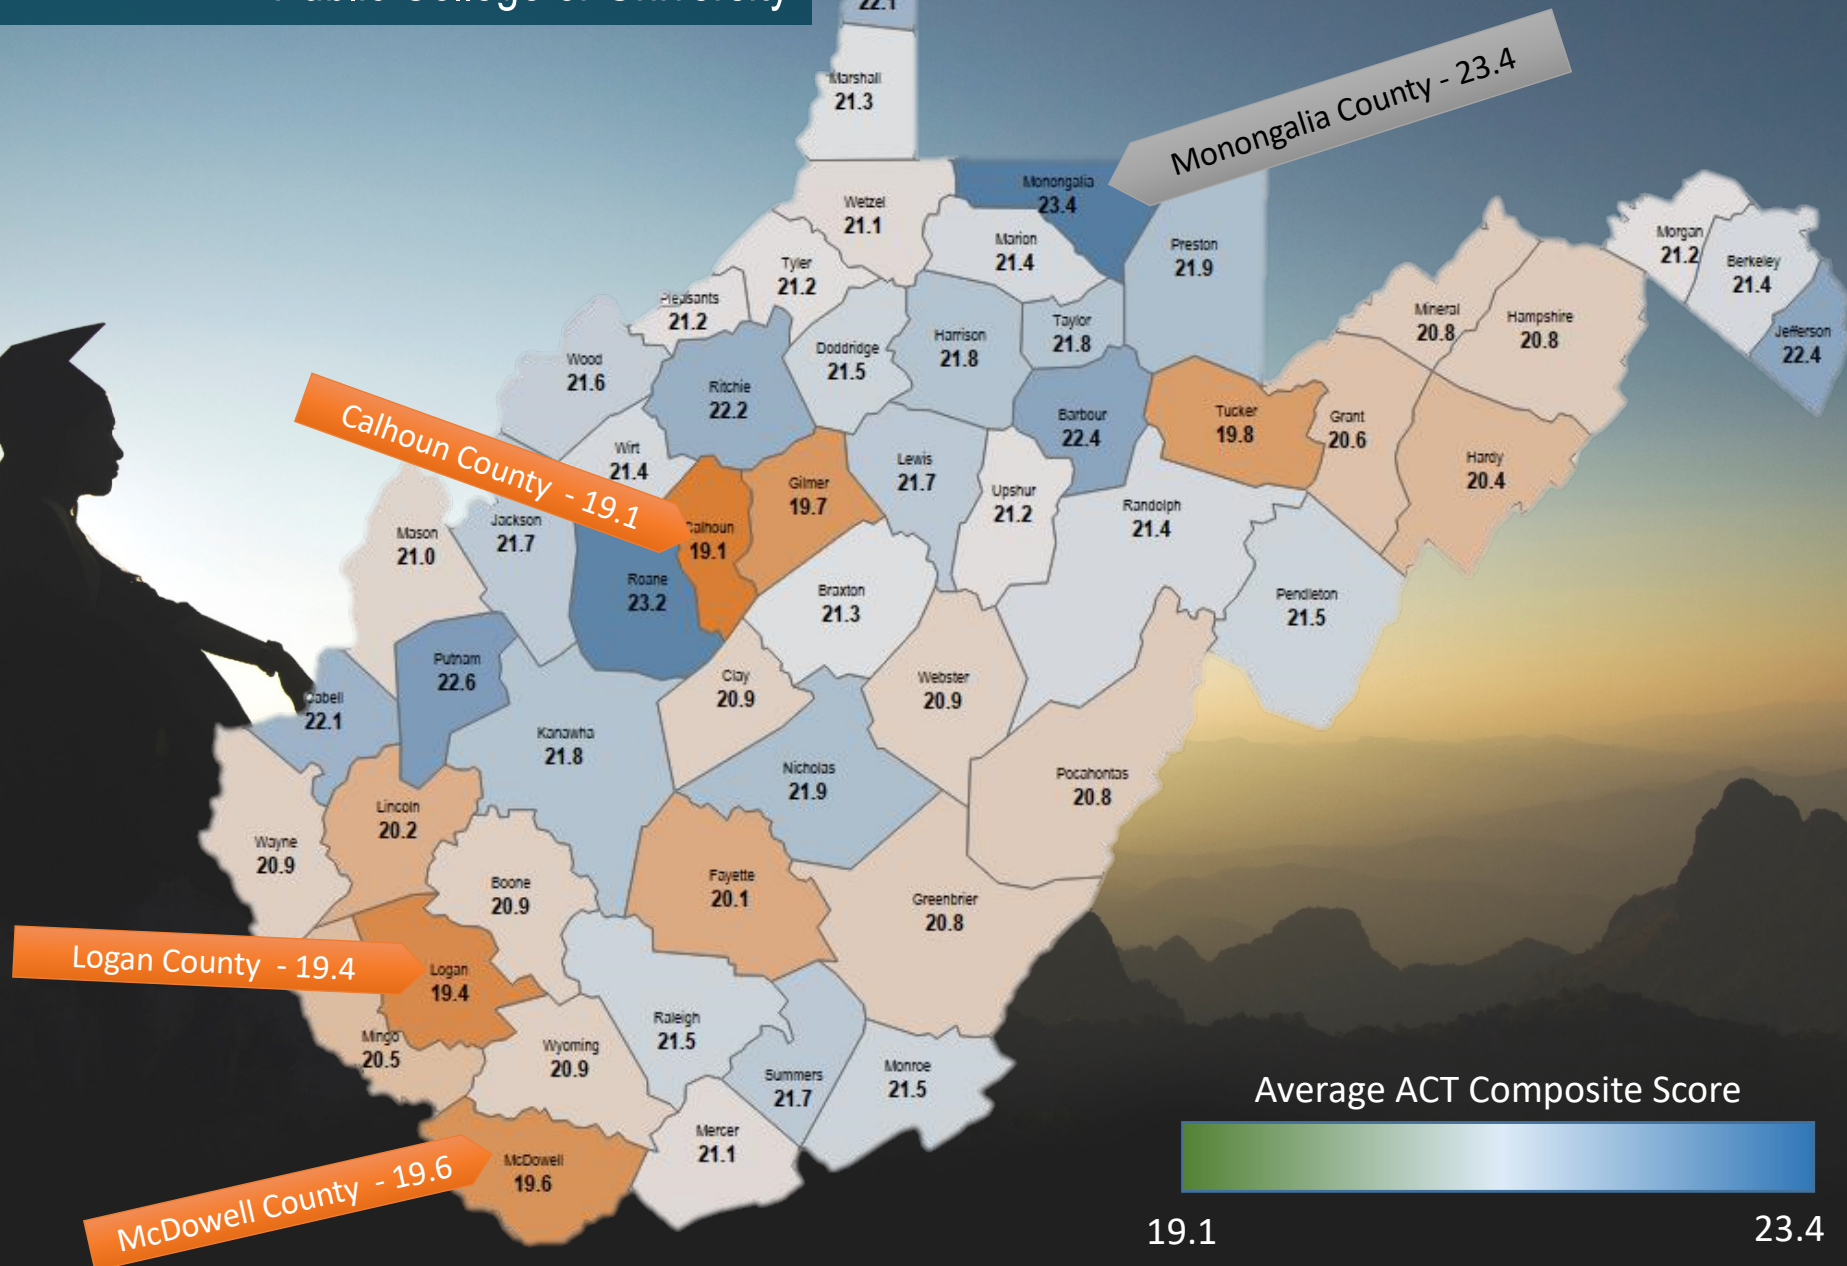 Public College or University
22.1
Marshall
21.3
Monongalia County - 23.4
Wetzel
21.1
Monongalia
23.4
Marion
21.4
Preston
21.9
Tyler
21.2
Pleasants
21.2
Morgan
21.2
Berkeley
21.4
Jefferson
22.4
Mineral
20.8
Hampshire
20.8
Wood
21.6
Doddridge
21.5
Harrison
21.8
Taylor
21.8
Ritchie
22.2
Barbour
22.4
Tucker
19.8
Grant
20.6
Hardy
20.4
Calhoun County - 19.1
Wirt
21.4
Gilmer
19.7
Lewis
21.7
Upshur
21.2
Randolph
21.4
Mason
21.0
Jackson
21.7
Calhoun
19.1
Roane
23.2
Braxton
21.3
Pendleton
21.5
Putnam
22.6
Cabell
22.1
Clay
20.9
Webster
20.9
Kanawha
21.8
Nicholas
21.9
Pocahontas
20.8
Lincoln
20.2
Wayne
20.9
Boone
20.9
Fayette
20.1
Greenbrier
20.8
Logan County - 19.4
Logan
19.4
Mingo
20.5
Wyoming
20.9
Raleigh
21.5
Summers
21.7
Monroe
21.5
Mercer
21.1
McDowell County - 19.6
McDowell
19.6
Average ACT Composite Score
19.1
23.4